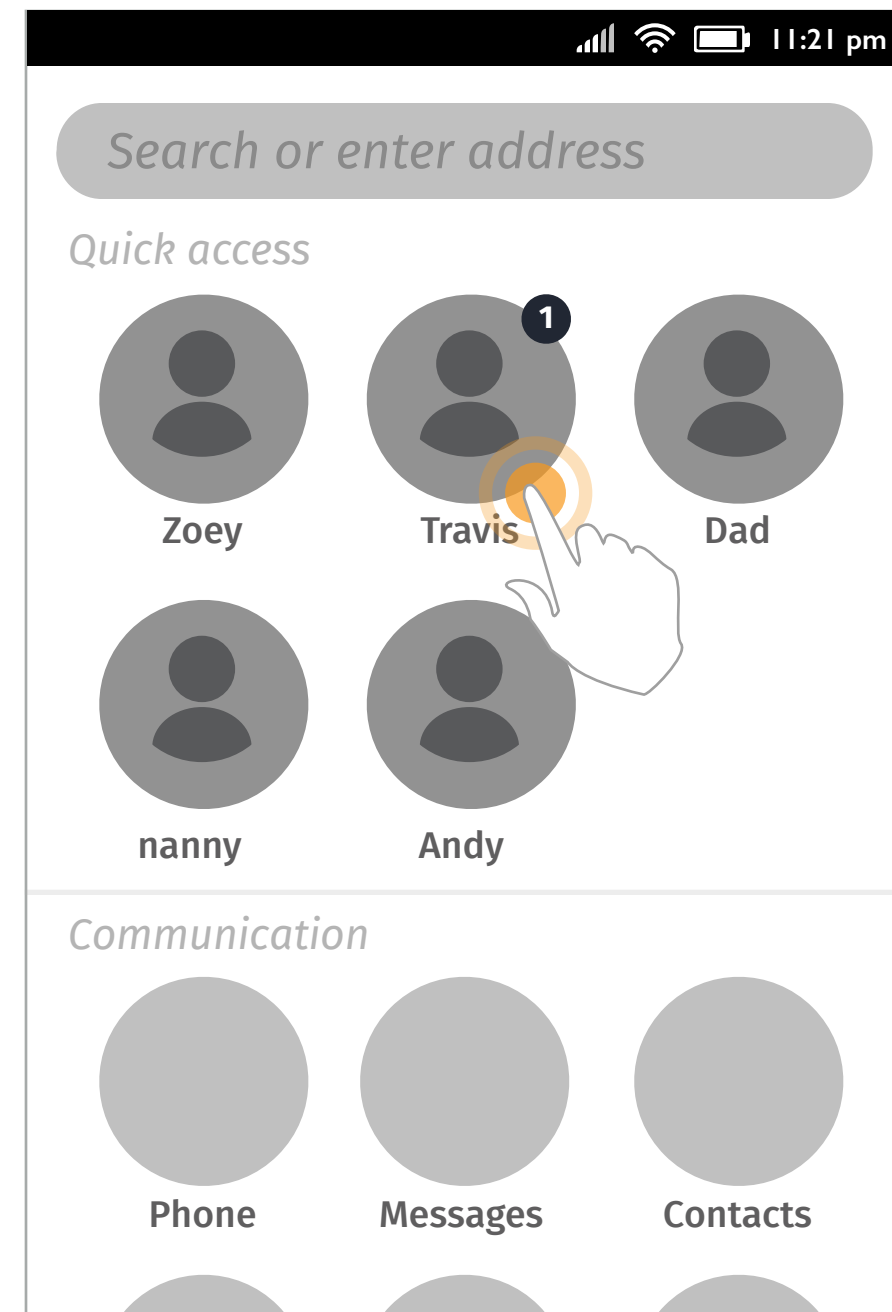 11:21 pm
Search or enter address
Quick access
1
Zoey Travis Dad
nanny Andy
Communication
Phone Messages Contacts